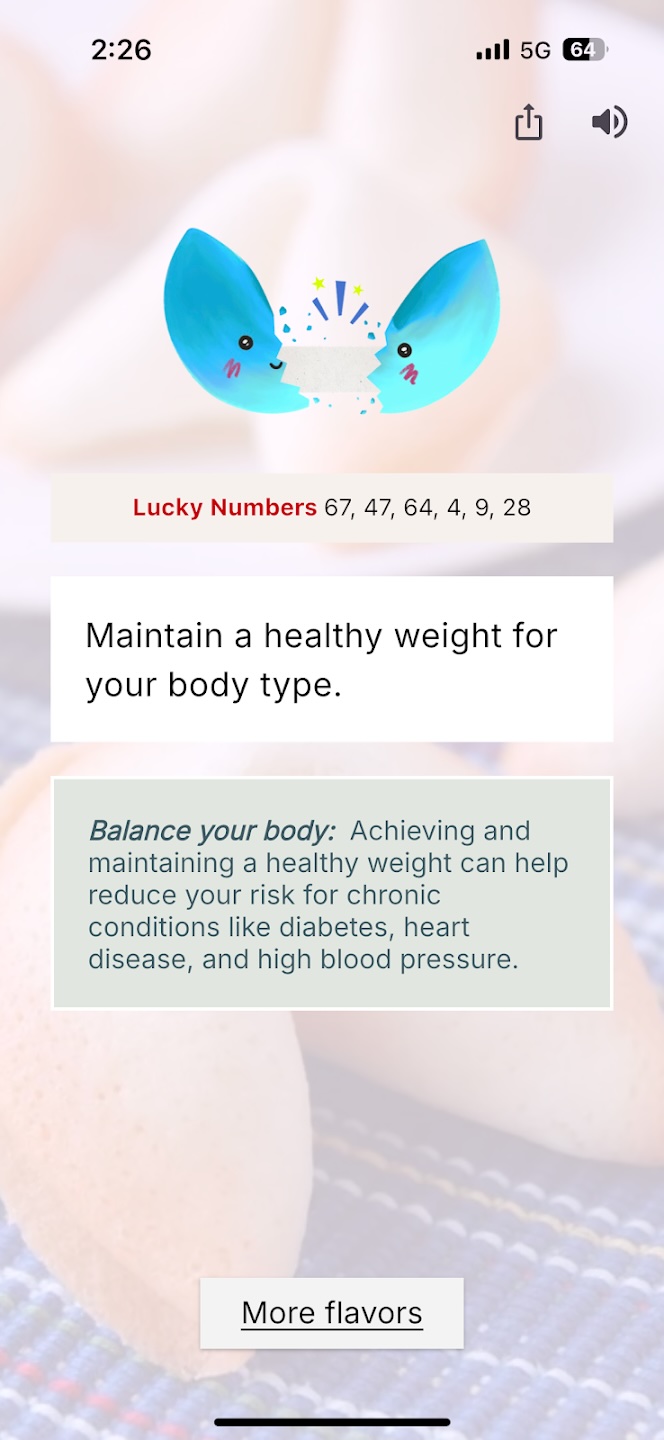 2:26
5G 64
Lucky Numbers 67, 47, 64, 4, 9, 28
Maintain a healthy weight for
your body type.
Balance your body: Achieving and
maintaining a healthy weight can help
reduce your risk for chronic
conditions like diabetes, heart
disease, and high blood pressure.
More flavors